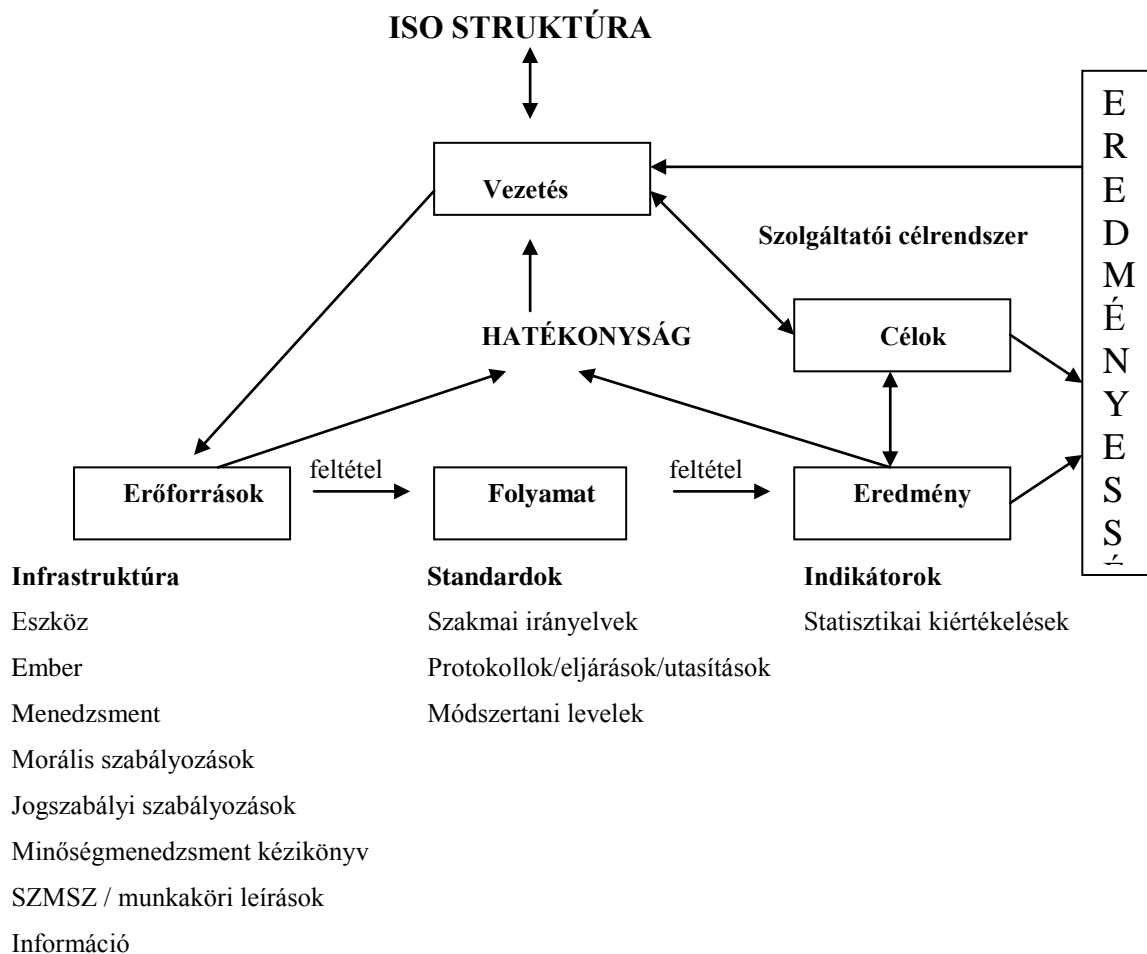 ISO STRUKTÚRA
Vezetés
Szolgáltatói célrendszer
HATÉKONYSÁG
Célok
E
R
E
D
M
É
N
Y
E
S
S
É
feltétel
feltétel
Erőforrások
Folyamat
Eredmény
Infrastruktúra
Eszköz
Ember
Menedzsment
Morális szabályozások
Jogszabályi szabályozások
Minőségmenedzsment kézikönyv
SZMSZ / munkaköri leírások
Információ
Standardok
Szakmai irányelvek
Protokollok/eljárások/utasítások
Módszertani levelek
Indikátorok
Statisztikai kiértékelések